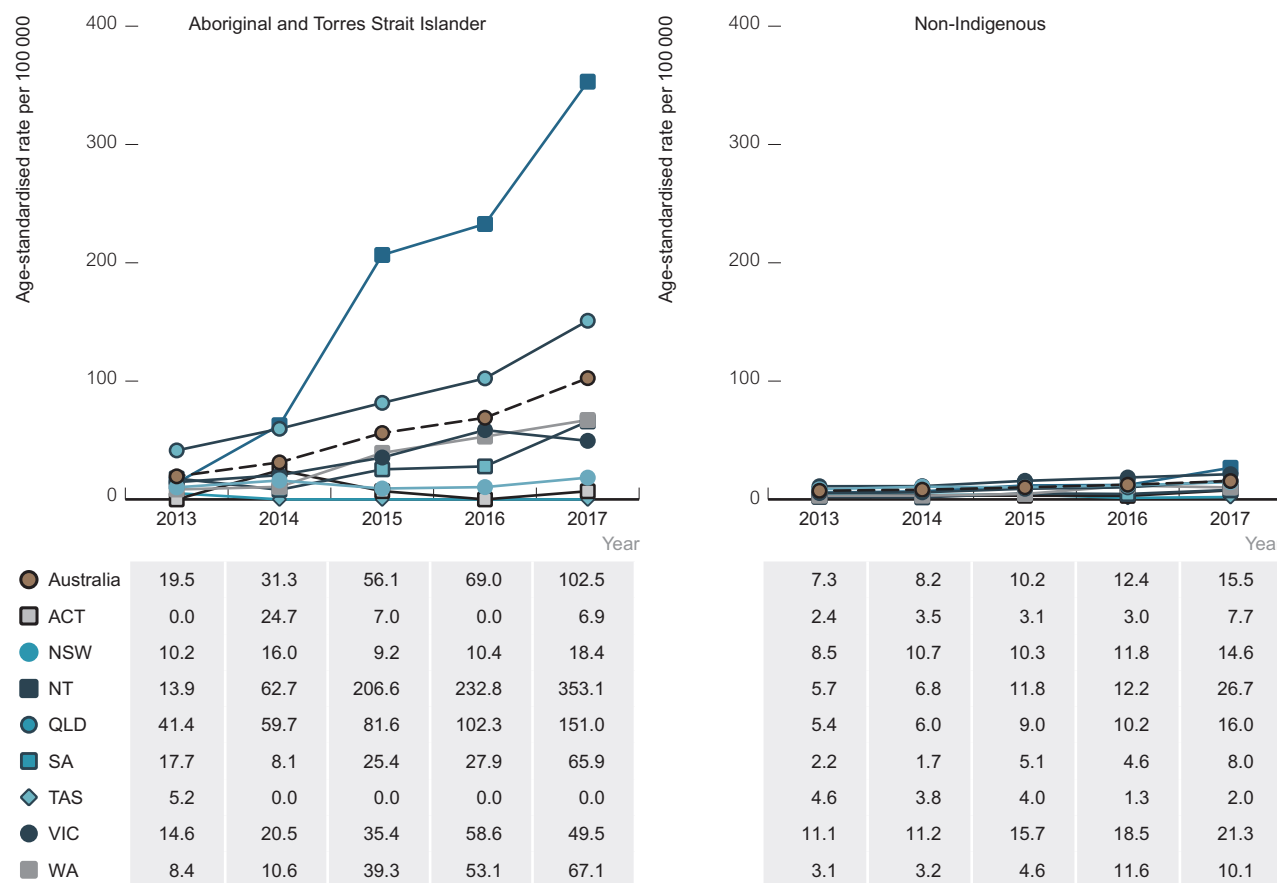 Aboriginal and Torres Strait Islander
Age-standardised rate per 100 000
400
300
200
100
0
2013 2014 2015 2016 2017
Year
Non-Indigenous
Age-standardised rate per 100 000
400
300
200
100
0
2013 2014 2015 2016 2017
Yea
Australia 19.5 31.3 56.1 69.0 102.5 7.3 8.2 10.2 12.4 15.5
ACT 0.0 24.7 7.0 0.0 6.9 2.4 3.5 3.1 3.0 7.7
NSW 10.2 16.0 9.2 10.4 18.4 8.5 10.7 10.3 11.8 14.6
NT 13.9 62.7 206.6 232.8 353.1 5.7 6.8 11.8 12.2 26.7
QLD 41.4 59.7 81.6 102.3 151.0 5.4 6.0 9.0 10.2 16.0
SA 17.7 8.1 25.4 27.9 65.9 2.2 1.7 5.1 4.6 8.0
TAS 5.2 0.0 0.0 0.0 0.0 4.6 3.8 4.0 1.3 2.0
VIC 14.6 20.5 35.4 58.6 49.5 11.1 11.2 15.7 18.5 21.3
WA 8.4 10.6 39.3 53.1 67.1 3.1 3.2 4.6 11.6 10.1